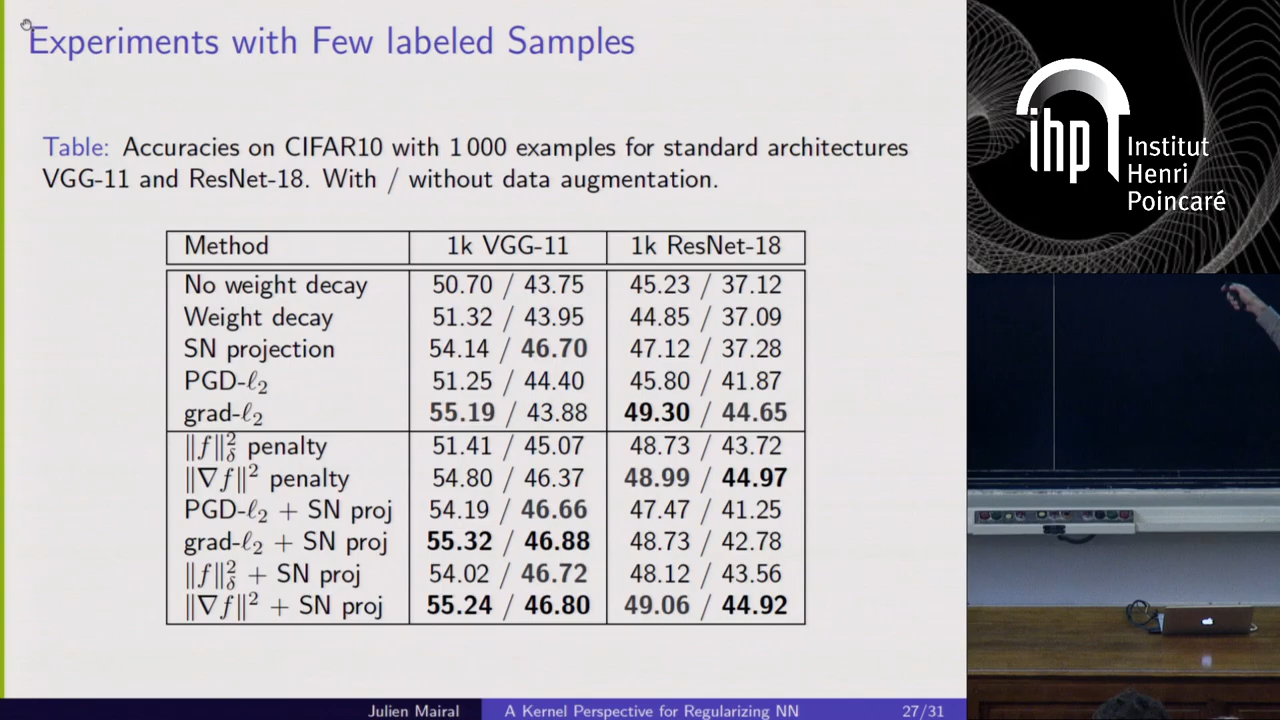 Experiments with Few labeled Samples
Table: Accuracies on CIFAR10 with 1 000 examples for standard architectures
VGG-11 and ResNet-18. With / without data augmentation.
Method 1k VGG-11 1k ResNet-18
No weight decay 50.70 / 43.75 45.23 / 37.12
Weight decay 51.32 / 43.95 44.85 / 37.09
SN projection 54.14 / 46.70 47.12 / 37.28
PGD-ℓ₂ 51.25 / 44.40 45.80 / 41.87
grad-ℓ₂ 55.19 / 43.88 49.30 / 44.65
‖f‖²_δ penalty 51.41 / 45.07 48.73 / 43.72
‖∇f‖² penalty 54.80 / 46.37 48.99 / 44.97
PGD-ℓ₂ + SN proj 54.19 / 46.66 47.47 / 41.25
grad-ℓ₂ + SN proj 55.32 / 46.88 48.73 / 42.78
‖f‖²_δ + SN proj 54.02 / 46.72 48.12 / 43.56
‖∇f‖² + SN proj 55.24 / 46.80 49.06 / 44.92
Julien Mairal A Kernel Perspective for Regularizing NN 27/31
ihp
Institut
Henri
Poincaré